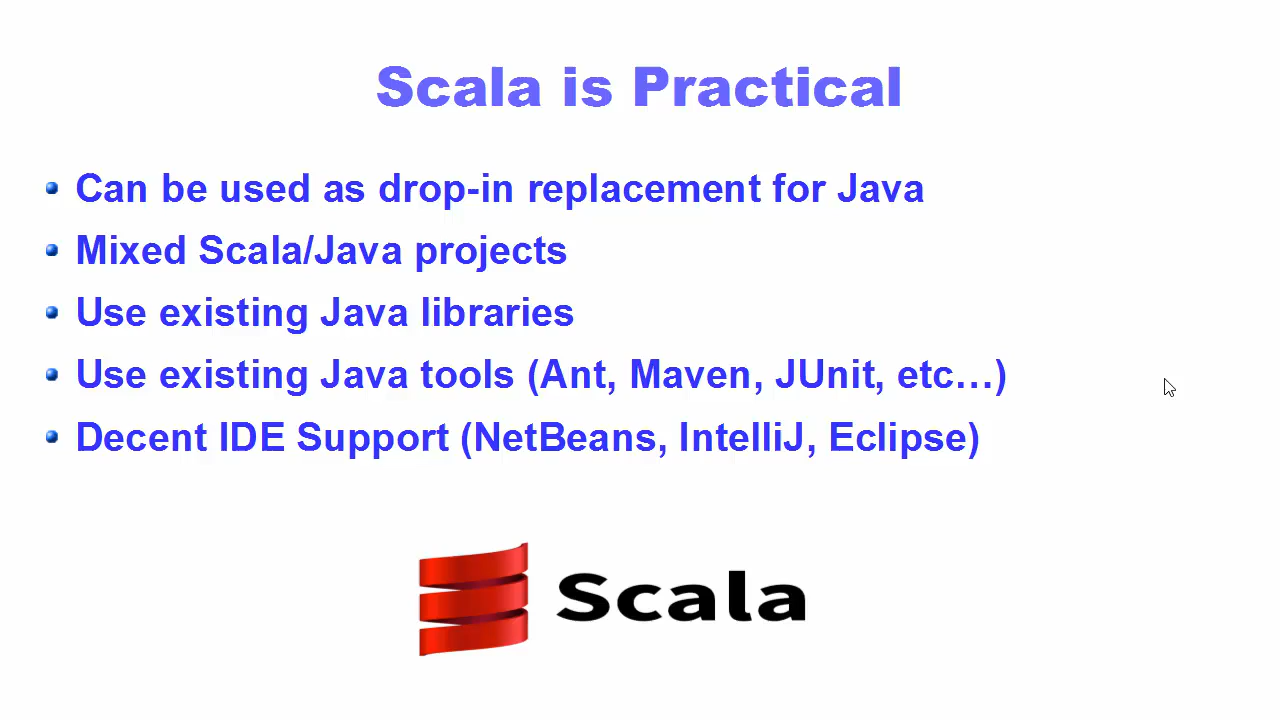 Scala is Practical
Can be used as drop-in replacement for Java
Mixed Scala/Java projects
Use existing Java libraries
Use existing Java tools (Ant, Maven, JUnit, etc…)
Decent IDE Support (NetBeans, IntelliJ, Eclipse)
Scala